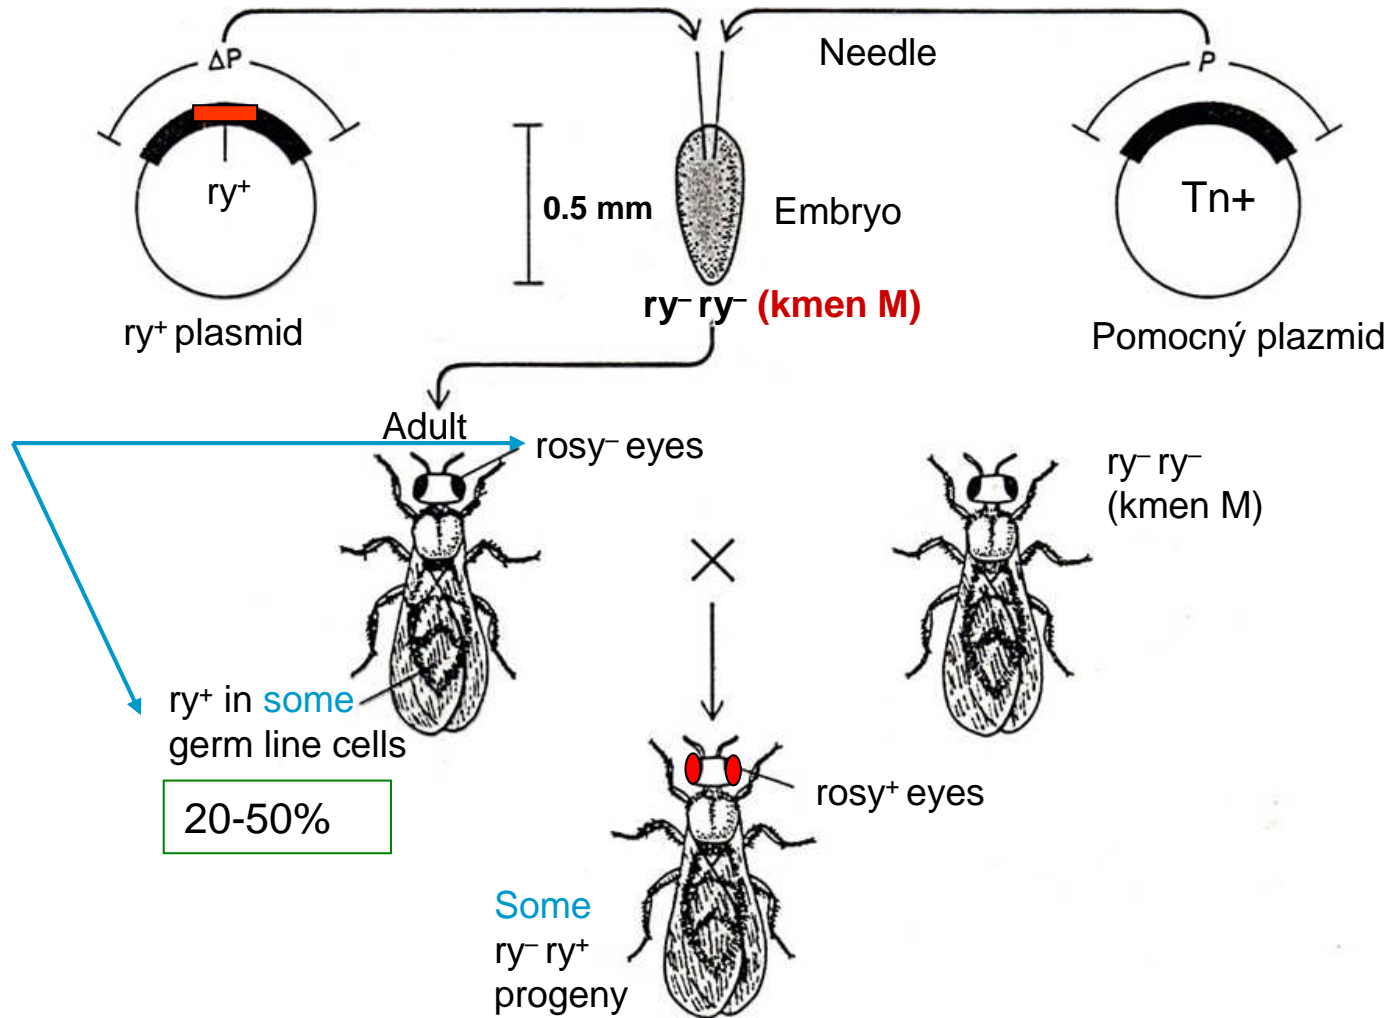 ΔP
Needle
P
ry⁺
0.5 mm
Embryo
Tn+
ry⁻ ry⁻ (kmen M)
ry⁺ plasmid
Pomocný plazmid
Adult
rosy⁻ eyes
ry⁻ ry⁻
(kmen M)
ry⁺ in some
germ line cells
20-50%
rosy⁺ eyes
Some
ry⁻ ry⁺
progeny